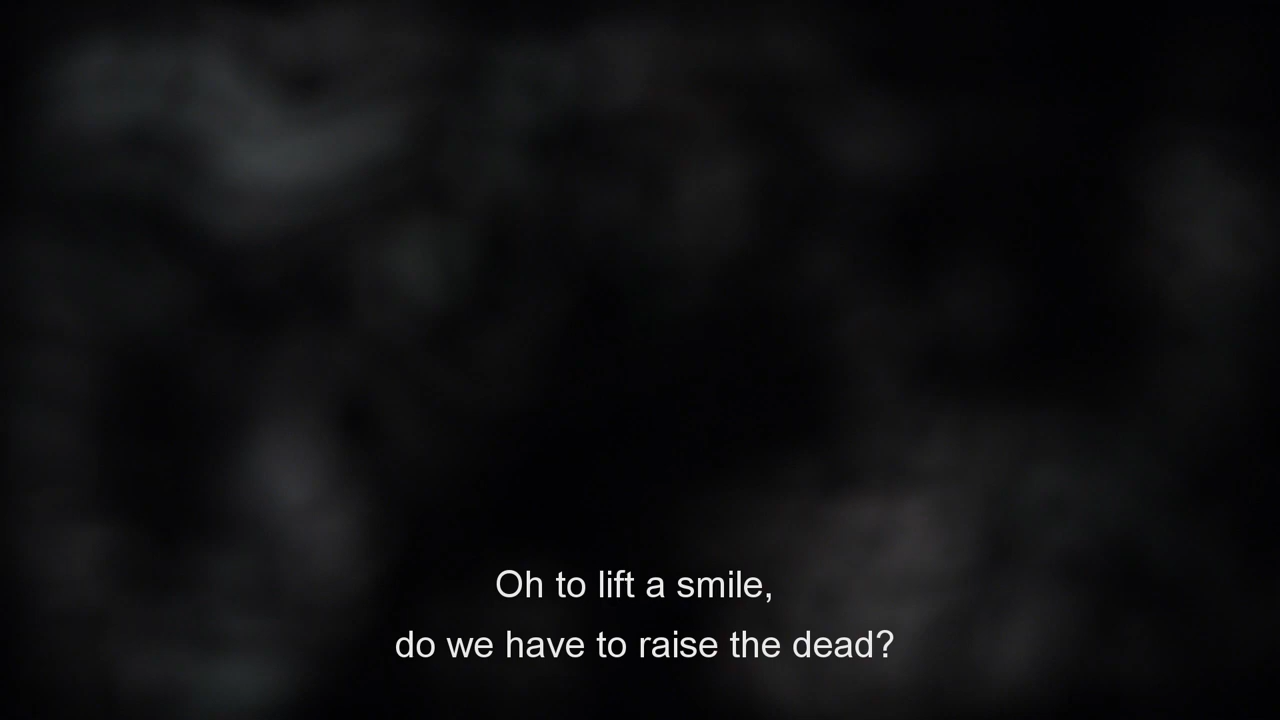 Oh to lift a smile,
do we have to raise the dead?